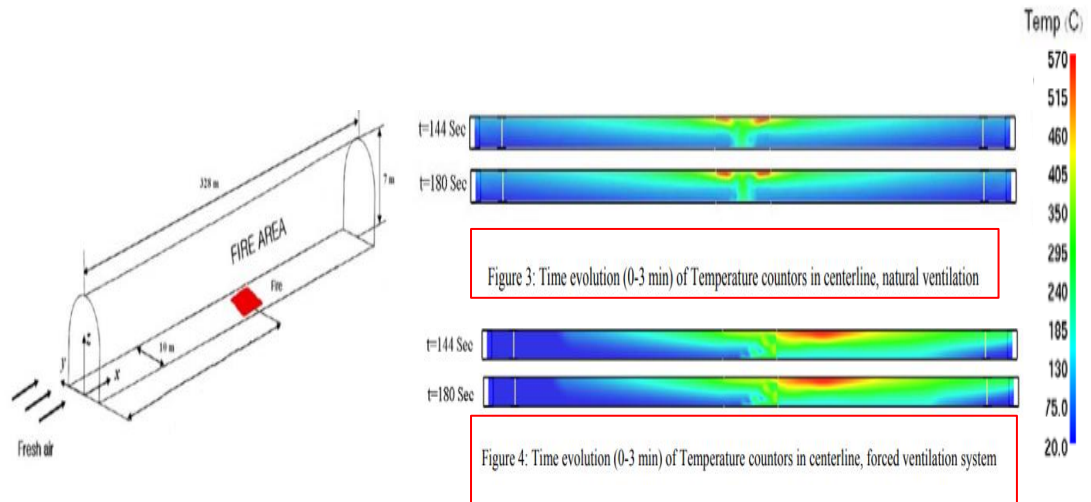 Temp (C)
570
515
460
405
350
295
240
185
130
75.0
20.0
t=144 Sec
t=180 Sec
Figure 3: Time evolution (0-3 min) of Temperature countors in centerline, natural ventilation
t=144 Sec
t=180 Sec
Figure 4: Time evolution (0-3 min) of Temperature countors in centerline, forced ventilation system
328 m
7 m
FIRE AREA
Fire
10 m
z
y
x
Fresh air